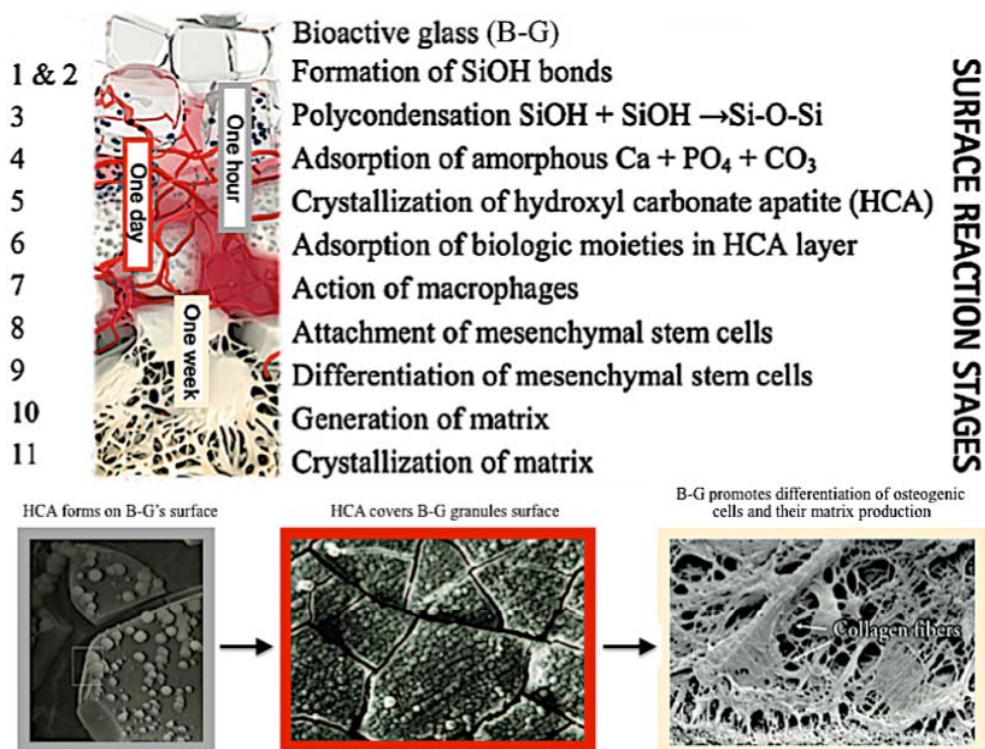 Bioactive glass (B-G)
1 & 2 Formation of SiOH bonds
3 Polycondensation SiOH + SiOH →Si-O-Si
4 Adsorption of amorphous Ca + PO₄ + CO₃
5 Crystallization of hydroxyl carbonate apatite (HCA)
6 Adsorption of biologic moieties in HCA layer
7 Action of macrophages
8 Attachment of mesenchymal stem cells
9 Differentiation of mesenchymal stem cells
10 Generation of matrix
11 Crystallization of matrix
One hour
One day
One week
SURFACE REACTION STAGES
HCA forms on B-G's surface
HCA covers B-G granules surface
B-G promotes differentiation of osteogenic
cells and their matrix production
Collagen fibers